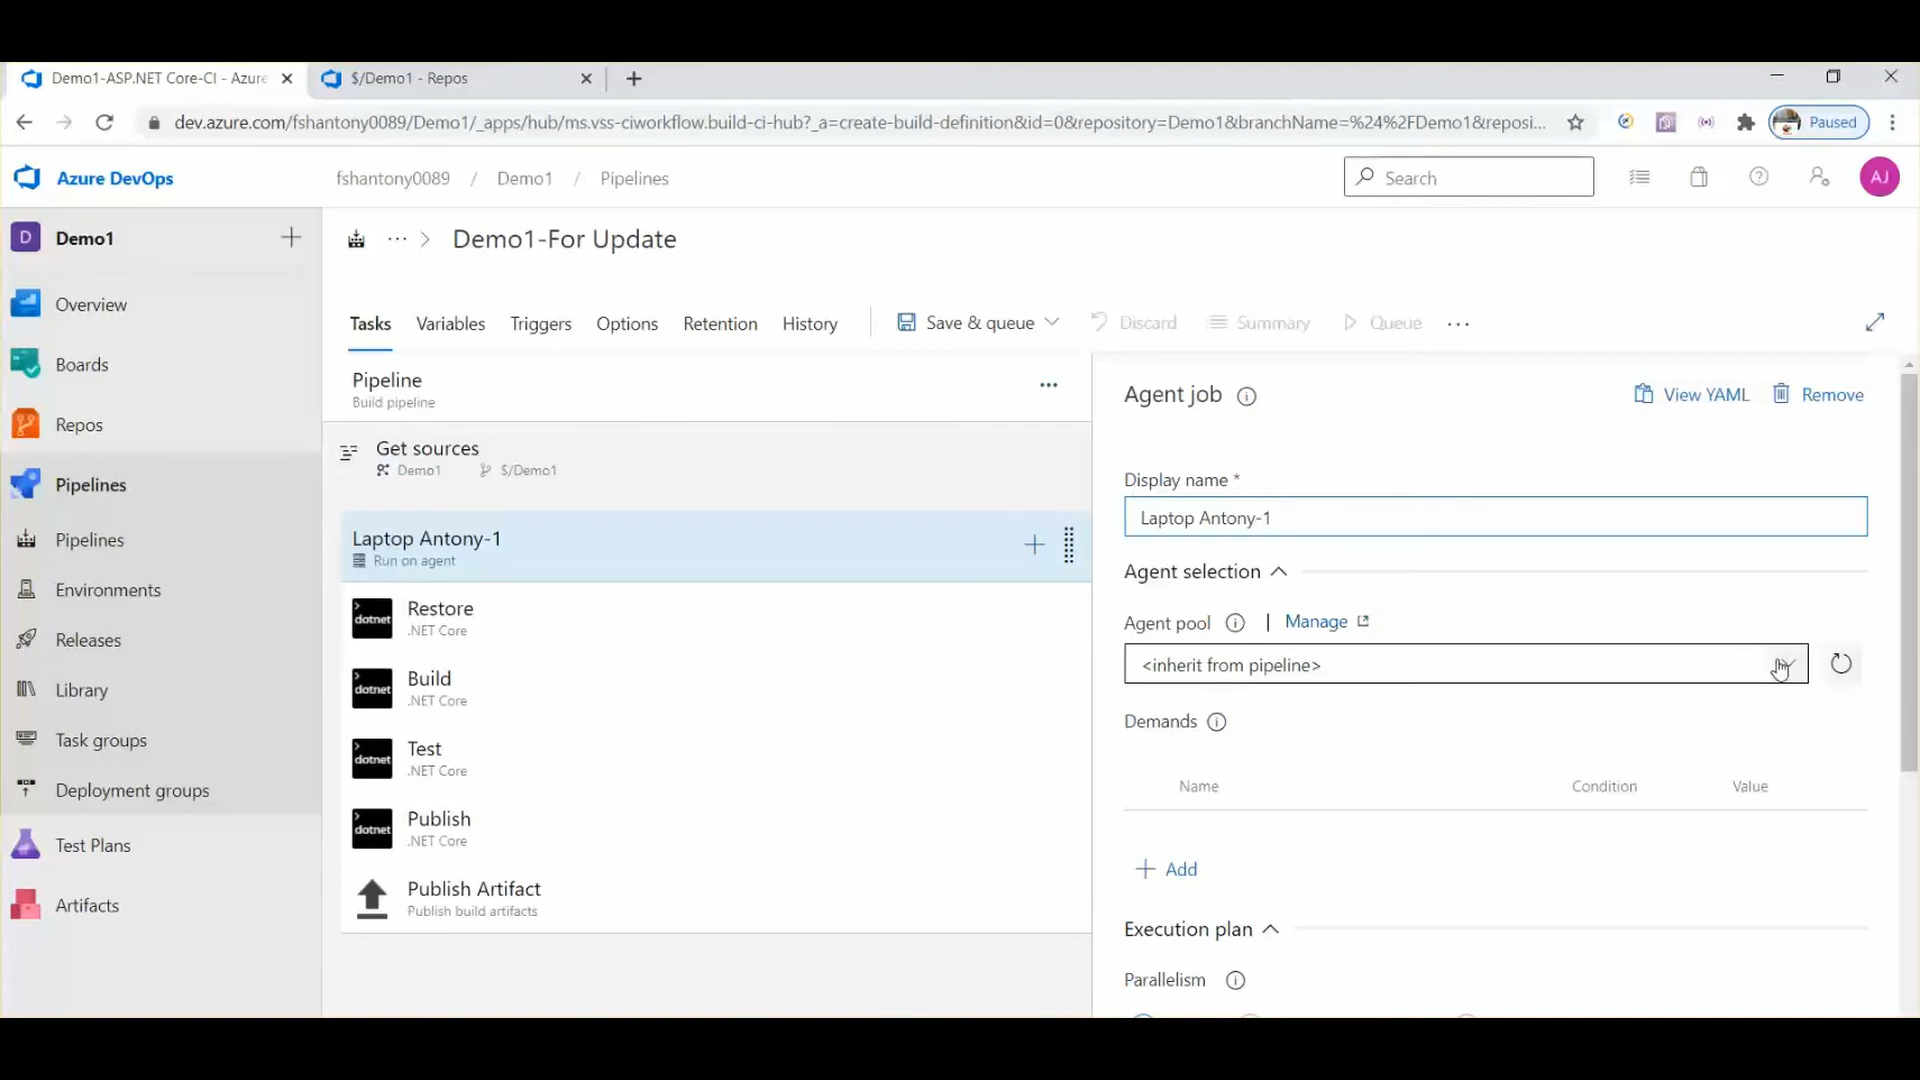 Demo1-ASP.NET Core-CI - Azure
$/Demo1 - Repos
dev.azure.com/fshantony0089/Demo1/_apps/hub/ms.vss-ciworkflow.build-ci-hub?_a=create-build-definition&id=0&repository=Demo1&branchName=%24%2FDemo1&reposi...
Paused
Azure DevOps
fshantony0089 / Demo1 / Pipelines
Search
AJ
D Demo1
Overview
Boards
Repos
Pipelines
Pipelines
Environments
Releases
Library
Task groups
Deployment groups
Test Plans
Artifacts
... > Demo1-For Update
Tasks Variables Triggers Options Retention History Save & queue Discard Summary Queue ...
Pipeline
Build pipeline
Get sources
Demo1 $/Demo1
Laptop Antony-1
Run on agent
dotnet Restore
.NET Core
dotnet Build
.NET Core
dotnet Test
.NET Core
dotnet Publish
.NET Core
Publish Artifact
Publish build artifacts
Agent job View YAML Remove
Display name *
Laptop Antony-1
Agent selection
Agent pool | Manage
<inherit from pipeline>
Demands
Name Condition Value
Add
Execution plan
Parallelism